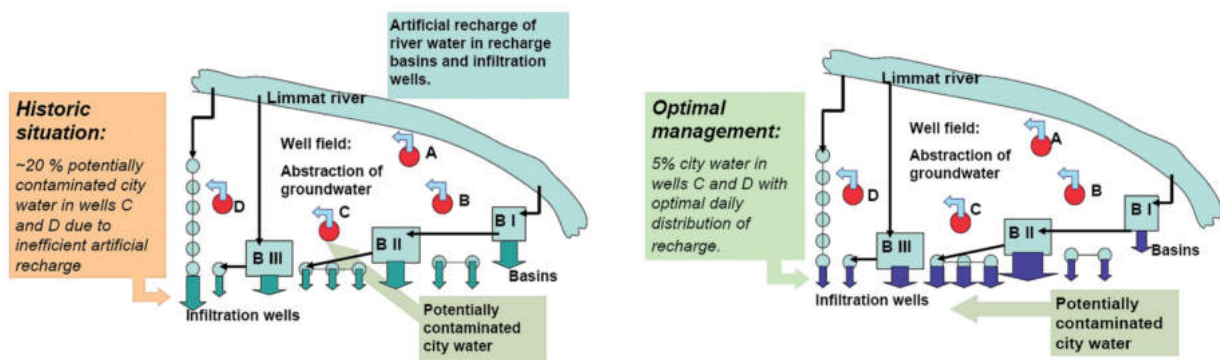 Artificial recharge of
river water in recharge
basins and infiltration
wells.
Limmat river
Historic
situation:
~20 % potentially
contaminated city
water in wells C
and D due to
inefficient artificial
recharge
Well field:
Abstraction of
groundwater
A
B
C
D
B I
B II
B III
Basins
Infiltration wells
Potentially
contaminated
city water
Limmat river
Optimal
management:
5% city water in
wells C and D with
optimal daily
distribution of
recharge.
Well field:
Abstraction of
groundwater
A
B
C
D
B I
B II
B III
Basins
Infiltration wells
Potentially
contaminated
city water